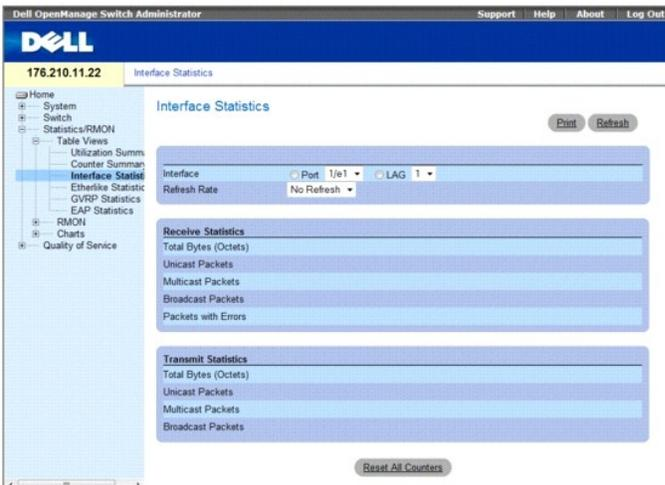 Dell OpenManage Switch Administrator Support Help About Log Out
DELL
176.210.11.22 Interface Statistics
Home
System
Switch
Statistics/RMON
Table Views
Utilization Summa
Counter Summary
Interface Statisti
Etherlike Statistic
GVRP Statistics
EAP Statistics
RMON
Charts
Quality of Service
Interface Statistics
Print Refresh
Interface Port 1/e1 LAG 1
Refresh Rate No Refresh
Receive Statistics
Total Bytes (Octets)
Unicast Packets
Multicast Packets
Broadcast Packets
Packets with Errors
Transmit Statistics
Total Bytes (Octets)
Unicast Packets
Multicast Packets
Broadcast Packets
Reset All Counters